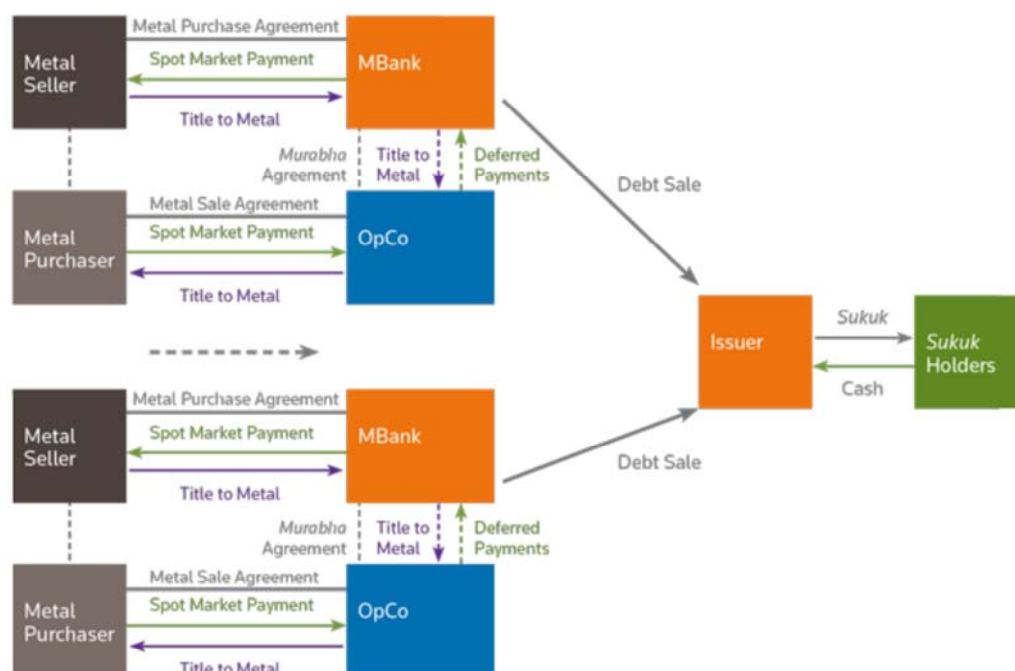 Metal Purchase Agreement
Metal
Seller
Spot Market Payment
MBank
Title to Metal
Murabha
Agreement
Title to
Metal
Deferred
Payments
Debt Sale
Metal Sale Agreement
Metal
Purchaser
Spot Market Payment
OpCo
Title to Metal
Issuer
Sukuk
Sukuk
Holders
Cash
Metal Purchase Agreement
Metal
Seller
Spot Market Payment
MBank
Title to Metal
Debt Sale
Murabha
Agreement
Title to
Metal
Deferred
Payments
Metal Sale Agreement
Metal
Purchaser
Spot Market Payment
OpCo
Title to Metal